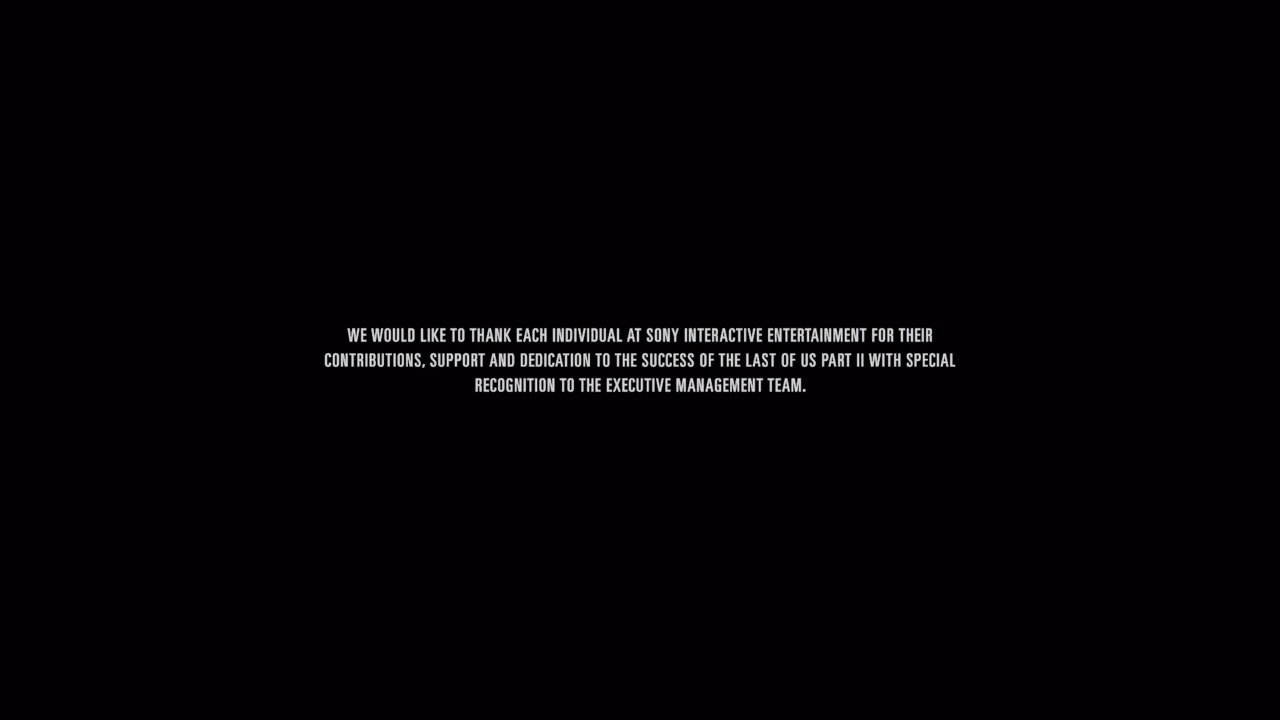 WE WOULD LIKE TO THANK EACH INDIVIDUAL AT SONY INTERACTIVE ENTERTAINMENT FOR THEIR
CONTRIBUTIONS, SUPPORT AND DEDICATION TO THE SUCCESS OF THE LAST OF US PART II WITH SPECIAL
RECOGNITION TO THE EXECUTIVE MANAGEMENT TEAM.